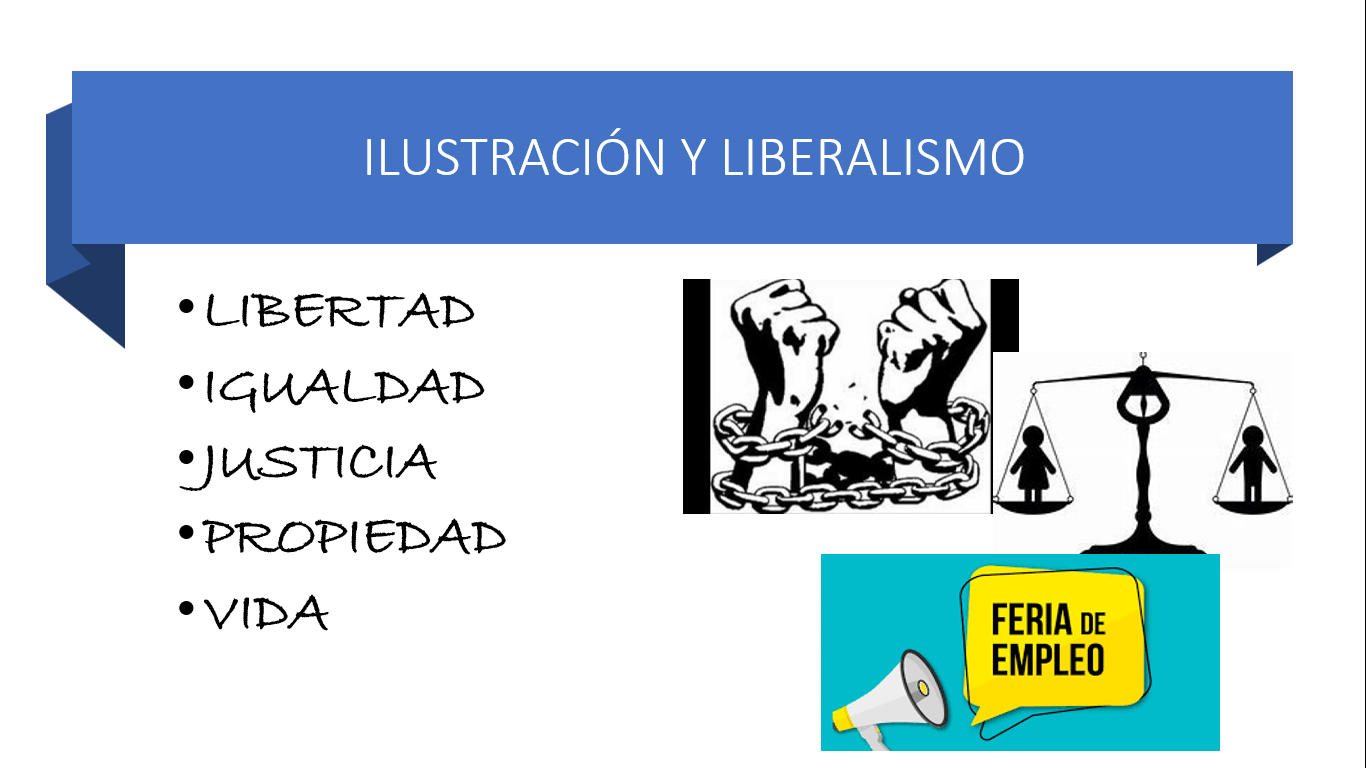 ILUSTRACIÓN Y LIBERALISMO
•LIBERTAD
•IGUALDAD
•JUSTICIA
•PROPIEDAD
•VIDA
FERIA DE
EMPLEO